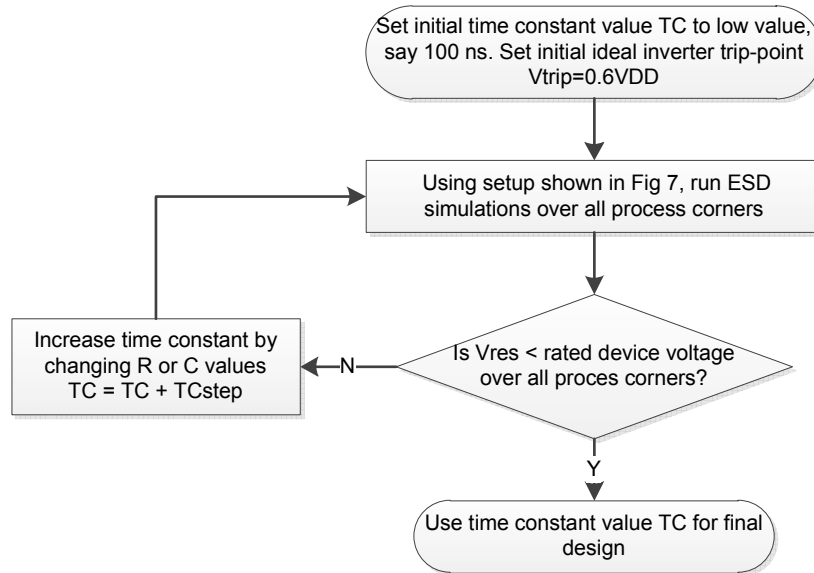 Set initial time constant value TC to low value,
say 100 ns. Set initial ideal inverter trip-point
Vtrip=0.6VDD
Using setup shown in Fig 7, run ESD
simulations over all process corners
Is Vres < rated device voltage
over all proces corners?
N
Increase time constant by
changing R or C values
TC = TC + TCstep
Y
Use time constant value TC for final
design